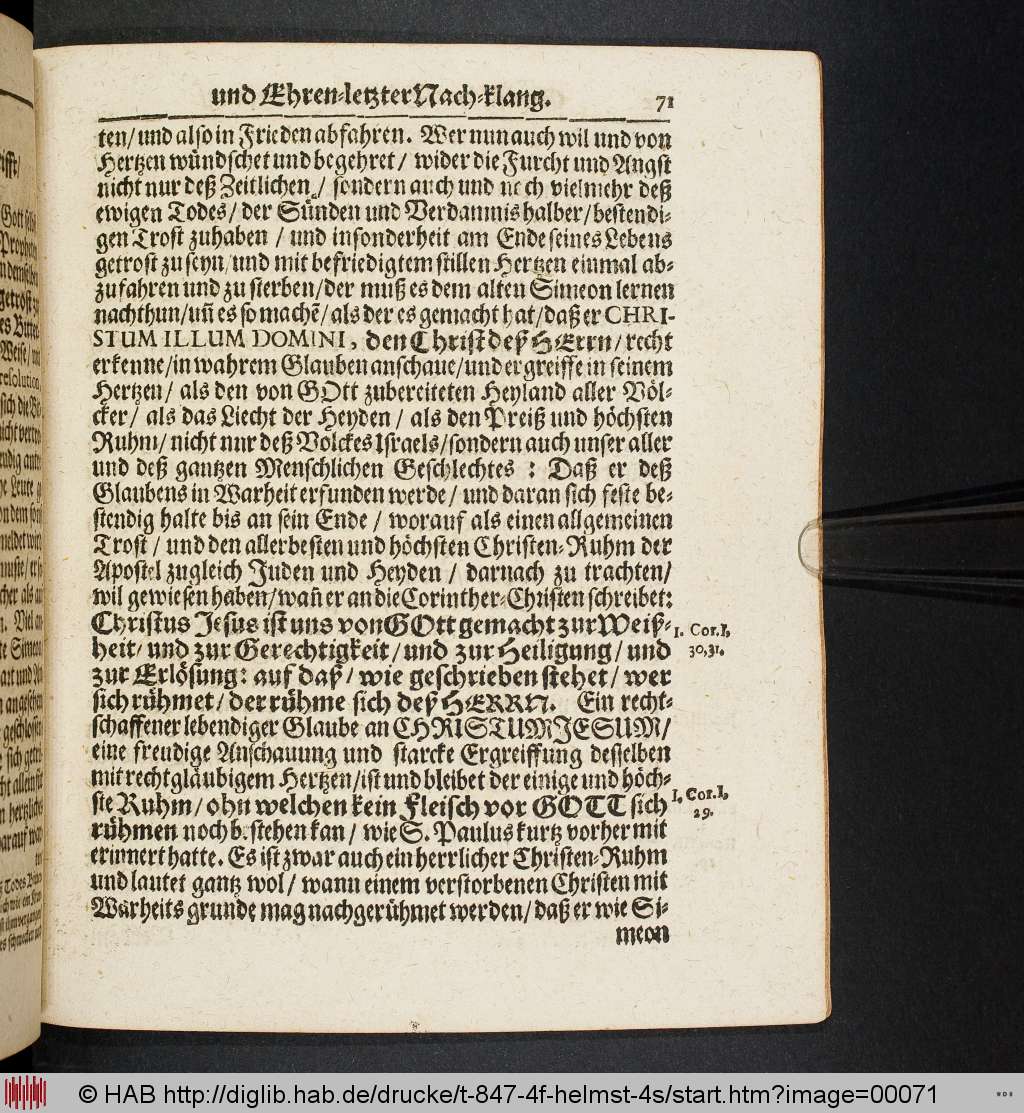 und Ehren-letzter Nach-klang. 71
ten/ und also in Frieden abfahren. Wer nun auch wil und von
Hertzen wündschet und begehret/ wider die Furcht und Angst
nicht nur deß Zeitlichen/ sondern auch und noch vielmehr deß
ewigen Todes/ der Sünden und Verdamnis halber/ bestendi-
gen Trost zuhaben/ und insonderheit am Ende seines Lebens
getrost zu seyn/ und mit befriedigtem stillen Hertzen einmal ab-
zufahren und zu sterben/ der muß es dem alten Simeon lernen
nachthun/ uñ es so machẽ/ als der es gemacht hat/ daß er CHRI-
STUM ILLUM DOMINI, den Christ deß HErrn/ recht
erkenne/ in wahrem Glauben anschaue/ und ergreiffe in seinem
Hertzen/ als den von GOtt zubereiteten Heyland aller Völ-
cker/ als das Liecht der Heyden/ als den Preiß und höchsten
Ruhm/ nicht nur deß Volckes Israels/ sondern auch unser aller
und deß gantzen Menschlichen Geschlechtes: Daß er deß
Glaubens in Warheit erfunden werde/ und daran sich feste be-
stendig halte bis an sein Ende/ worauf als einen allgemeinen
Trost/ und den allerbesten und höchsten Christen-Ruhm der
Apostel zugleich Juden und Heyden/ darnach zu trachten/
wil gewiesen haben/ wañ er an die Corinther-Christen schreibet:
Christus Jesus ist uns von GOtt gemacht zur Weiß-
heit/ und zur Gerechtigkeit/ und zur Heiligung/ und
zur Erlösung: auf daß/ wie geschrieben stehet/ wer
sich rühmet/ der rühme sich deß HERRN. Ein recht-
schaffener lebendiger Glaube an CHRISTUM JESUM/
eine freudige Anschauung und starcke Ergreiffung desselben
mit rechtgläubigem Hertzen/ ist und bleibet der einige und höch-
ste Ruhm/ ohn welchen kein Fleisch vor GOTT sich
rühmen noch bestehen kan/ wie S. Paulus kurtz vorher mit
erinnert hatte. Es ist zwar auch ein herrlicher Christen-Ruhm
und lautet gantz wol/ wann einem verstorbenen Christen mit
Warheits grunde mag nachgerühmet werden/ daß er wie Si-
meon
1. Cor. 1,
30, 31.
1. Cor. 1,
29.
© HAB http://diglib.hab.de/drucke/t-847-4f-helmst-4s/start.htm?image=00071